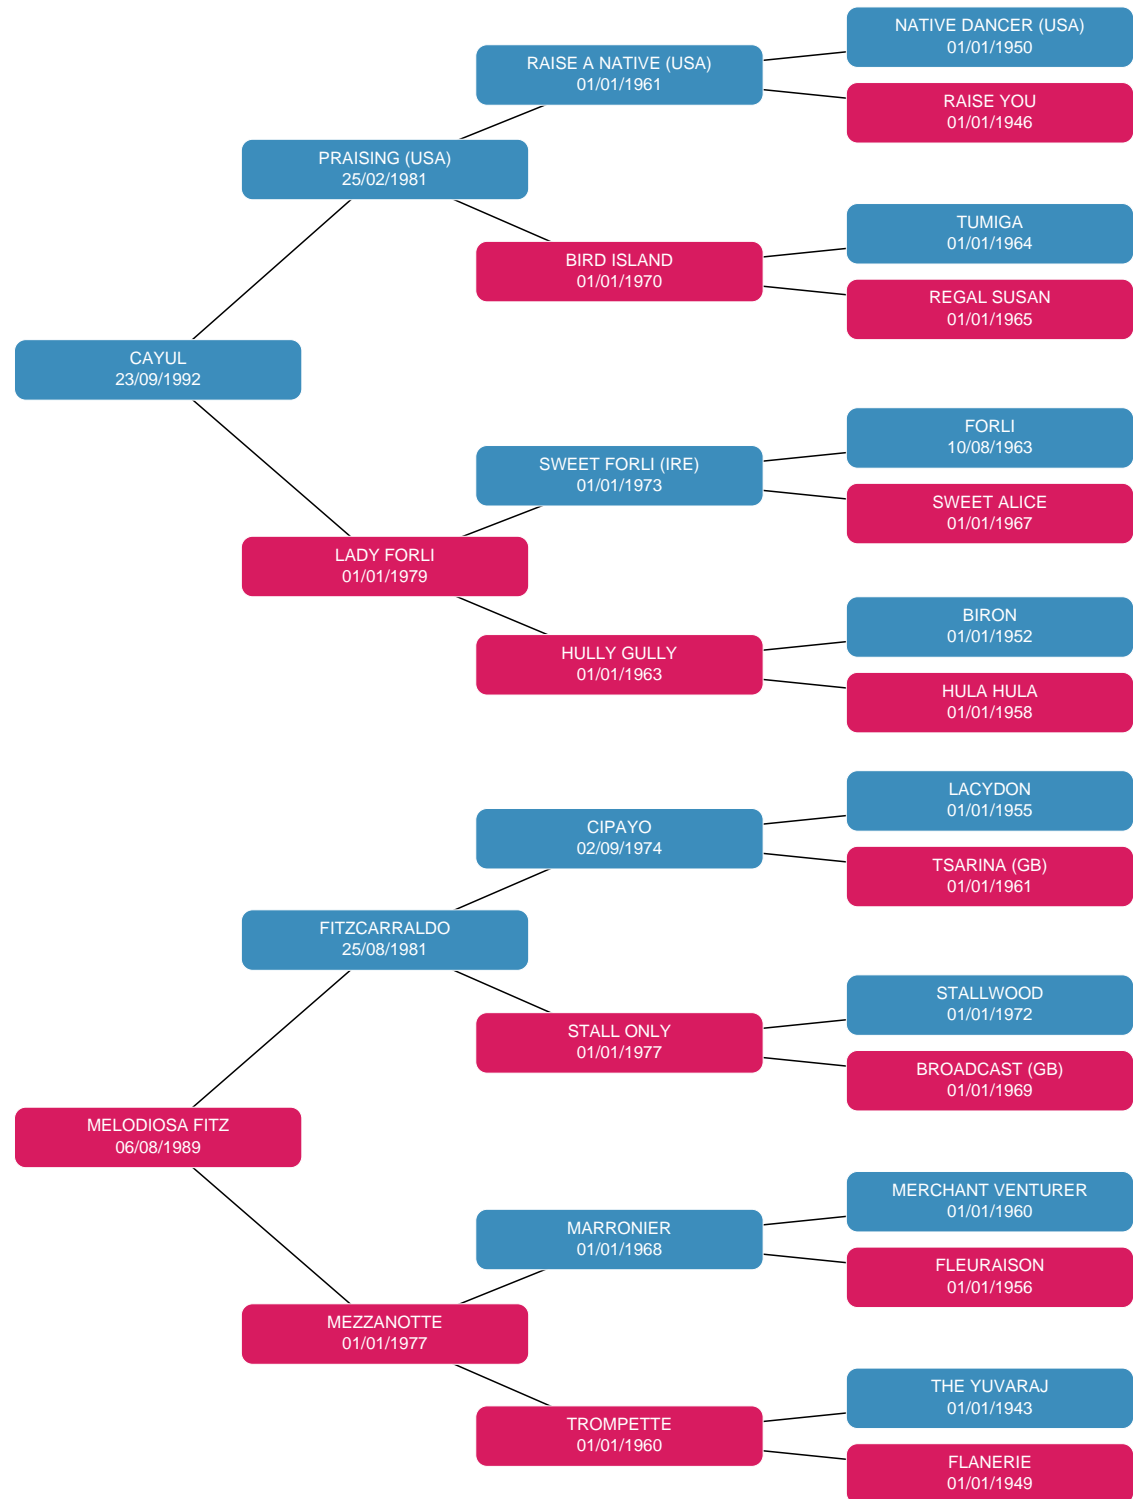 NATIVE DANCER (USA)
01/01/1950
RAISE A NATIVE (USA)
01/01/1961
RAISE YOU
01/01/1946
PRAISING (USA)
25/02/1981
TUMIGA
01/01/1964
BIRD ISLAND
01/01/1970
REGAL SUSAN
01/01/1965
CAYUL
23/09/1992
FORLI
10/08/1963
SWEET FORLI (IRE)
01/01/1973
SWEET ALICE
01/01/1967
LADY FORLI
01/01/1979
BIRON
01/01/1952
HULLY GULLY
01/01/1963
HULA HULA
01/01/1958
LACYDON
01/01/1955
CIPAYO
02/09/1974
TSARINA (GB)
01/01/1961
FITZCARRALDO
25/08/1981
STALLWOOD
01/01/1972
STALL ONLY
01/01/1977
BROADCAST (GB)
01/01/1969
MELODIOSA FITZ
06/08/1989
MERCHANT VENTURER
01/01/1960
MARRONIER
01/01/1968
FLEURAISON
01/01/1956
MEZZANOTTE
01/01/1977
THE YUVARAJ
01/01/1943
TROMPETTE
01/01/1960
FLANERIE
01/01/1949